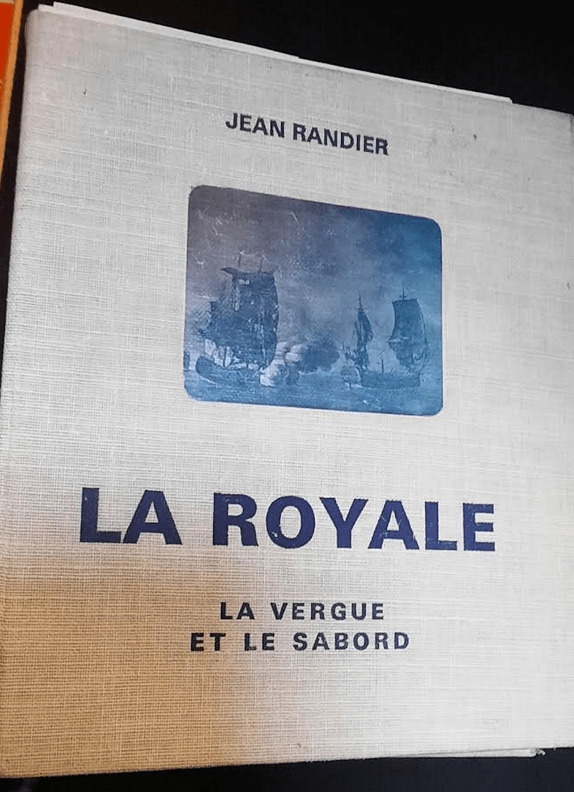 JEAN RANDIER
LA ROYALE
LA VERGUE
ET LE SABORD